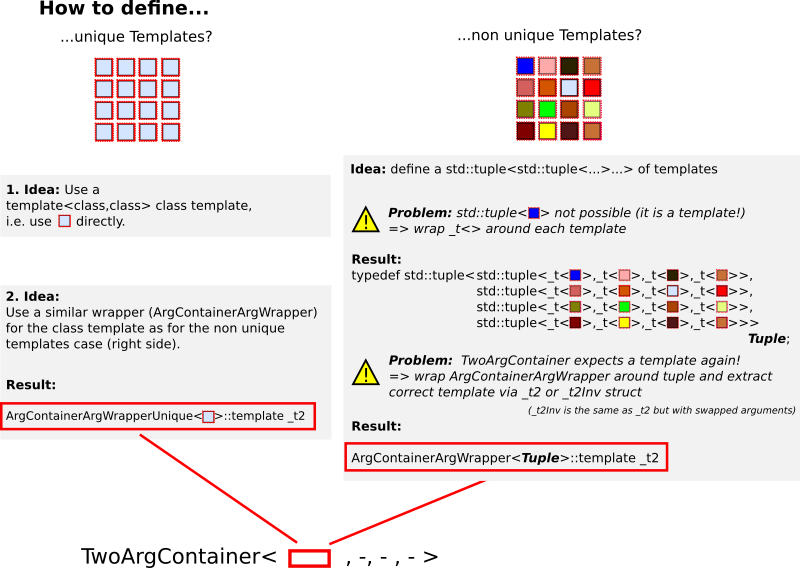 How to define...
...unique Templates?
...non unique Templates?
1. Idea: Use a
template<class,class> class template,
i.e. use directly.
2. Idea:
Use a similar wrapper (ArgContainerArgWrapper)
for the class template as for the non unique
templates case (right side).
Result:
ArgContainerArgWrapperUnique< >::template _t2
Idea: define a std::tuple<std::tuple<...>...> of templates
Problem: std::tuple< > not possible (it is a template!)
=> wrap _t<> around each template
Result:
typedef std::tuple<std::tuple<_t< >,_t< >,_t< >,_t< >>,
std::tuple<_t< >,_t< >,_t< >,_t< >>,
std::tuple<_t< >,_t< >,_t< >,_t< >>,
std::tuple<_t< >,_t< >,_t< >,_t< >>>
Tuple;
Problem: TwoArgContainer expects a template again!
=> wrap ArgContainerArgWrapper around tuple and extract
correct template via _t2 or _t2Inv struct
(_t2Inv is the same as _t2 but with swapped arguments)
Result:
ArgContainerArgWrapper<Tuple>::template _t2
TwoArgContainer< , -, - , - >